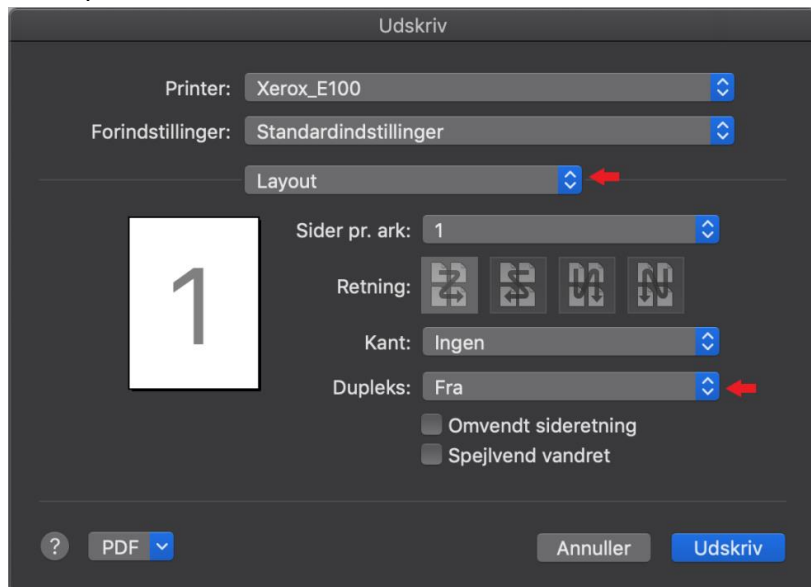 Udskriv
Printer: Xerox_E100
Forindstillinger: Standardindstillinger
Layout
1
Sider pr. ark: 1
Retning:
Kant: Ingen
Dupleks: Fra
Omvendt sideretning
Spejlvend vandret
? PDF Annuller Udskriv